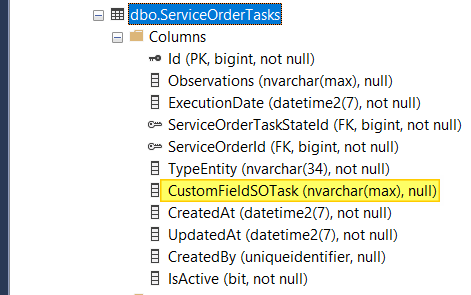 dbo.ServiceOrderTasks
Columns
Id (PK, bigint, not null)
Observations (nvarchar(max), null)
ExecutionDate (datetime2(7), not null)
ServiceOrderTaskStateId (FK, bigint, not null)
ServiceOrderId (FK, bigint, not null)
TypeEntity (nvarchar(34), not null)
CustomFieldSOTask (nvarchar(max), null)
CreatedAt (datetime2(7), not null)
UpdatedAt (datetime2(7), not null)
CreatedBy (uniqueidentifier, null)
IsActive (bit, not null)